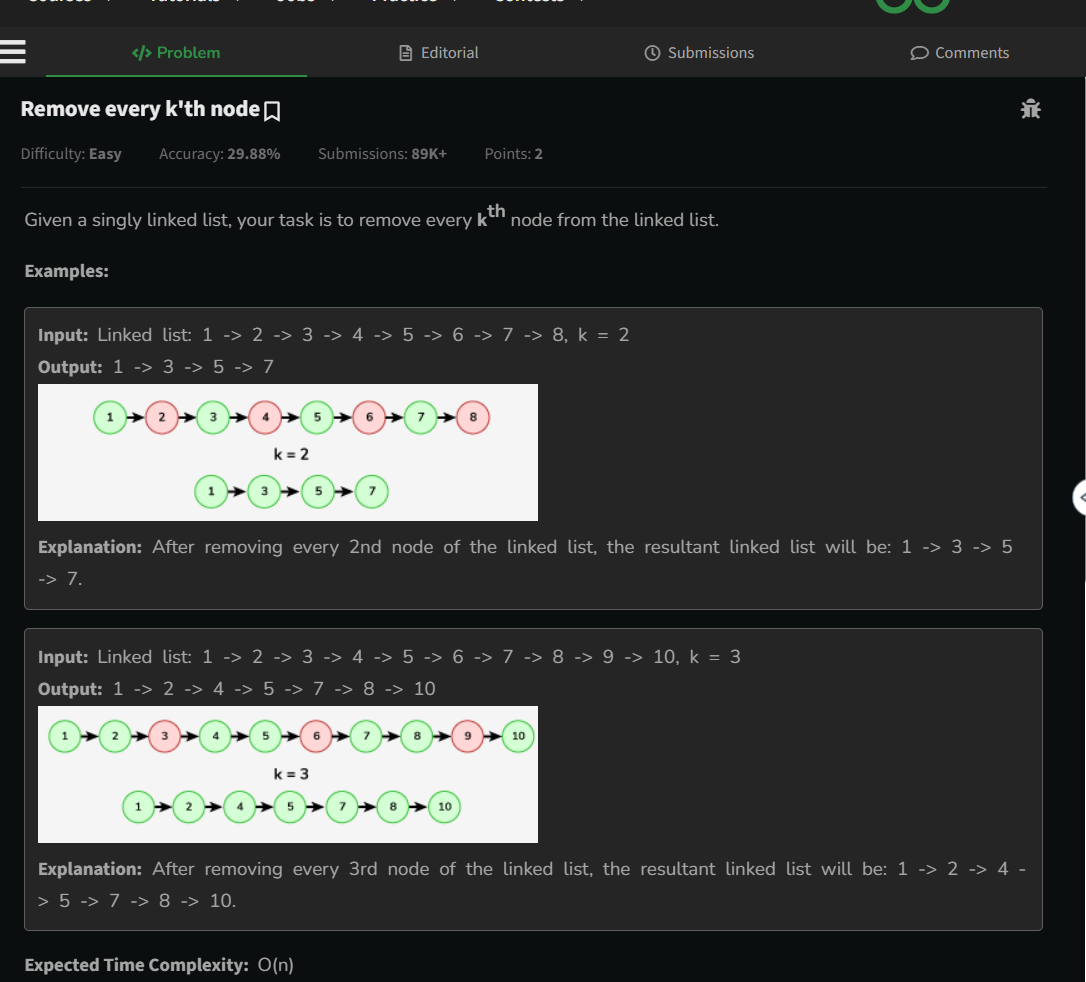 Courses Tutorials Jobs Practice Contests
</> Problem Editorial Submissions Comments
Remove every k'th node
Difficulty: Easy Accuracy: 29.88% Submissions: 89K+ Points: 2
Given a singly linked list, your task is to remove every kth node from the linked list.
Examples:
Input: Linked list: 1 -> 2 -> 3 -> 4 -> 5 -> 6 -> 7 -> 8, k = 2
Output: 1 -> 3 -> 5 -> 7
1 2 3 4 5 6 7 8
k = 2
1 3 5 7
Explanation: After removing every 2nd node of the linked list, the resultant linked list will be: 1 -> 3 -> 5
-> 7.
Input: Linked list: 1 -> 2 -> 3 -> 4 -> 5 -> 6 -> 7 -> 8 -> 9 -> 10, k = 3
Output: 1 -> 2 -> 4 -> 5 -> 7 -> 8 -> 10
1 2 3 4 5 6 7 8 9 10
k = 3
1 2 4 5 7 8 10
Explanation: After removing every 3rd node of the linked list, the resultant linked list will be: 1 -> 2 -> 4 -
> 5 -> 7 -> 8 -> 10.
Expected Time Complexity: O(n)